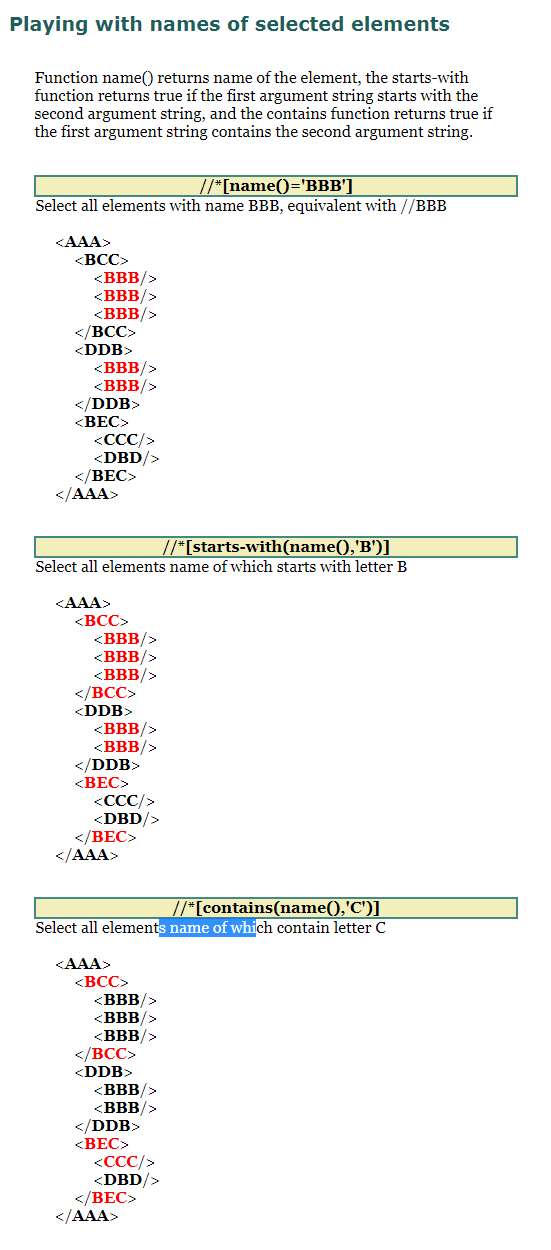 Playing with names of selected elements
Function name() returns name of the element, the starts-with
function returns true if the first argument string starts with the
second argument string, and the contains function returns true if
the first argument string contains the second argument string.
//*[name()='BBB']
Select all elements with name BBB, equivalent with //BBB
<AAA>
<BCC>
<BBB/>
<BBB/>
<BBB/>
</BCC>
<DDB>
<BBB/>
<BBB/>
</DDB>
<BEC>
<CCC/>
<DBD/>
</BEC>
</AAA>
//*[starts-with(name(),'B')]
Select all elements name of which starts with letter B
<AAA>
<BCC>
<BBB/>
<BBB/>
<BBB/>
</BCC>
<DDB>
<BBB/>
<BBB/>
</DDB>
<BEC>
<CCC/>
<DBD/>
</BEC>
</AAA>
//*[contains(name(),'C')]
Select all elements name of which contain letter C
<AAA>
<BCC>
<BBB/>
<BBB/>
<BBB/>
</BCC>
<DDB>
<BBB/>
<BBB/>
</DDB>
<BEC>
<CCC/>
<DBD/>
</BEC>
</AAA>